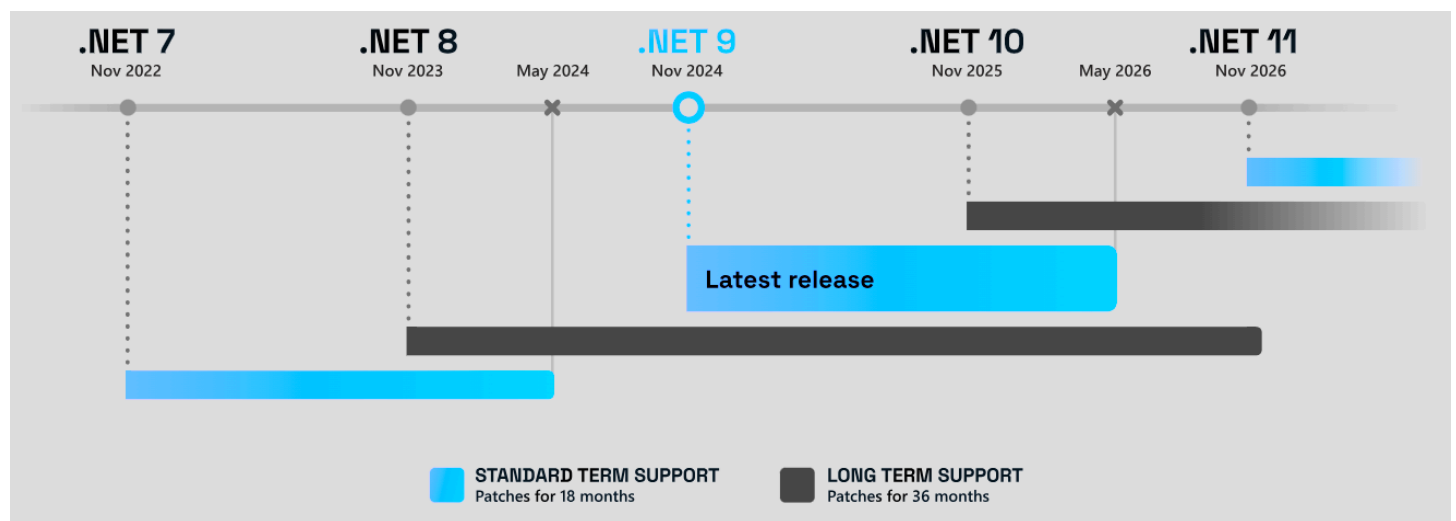 .NET 7
Nov 2022
.NET 8
Nov 2023
May 2024
.NET 9
Nov 2024
.NET 10
Nov 2025
May 2026
.NET 11
Nov 2026
Latest release
STANDARD TERM SUPPORT
Patches for 18 months
LONG TERM SUPPORT
Patches for 36 months